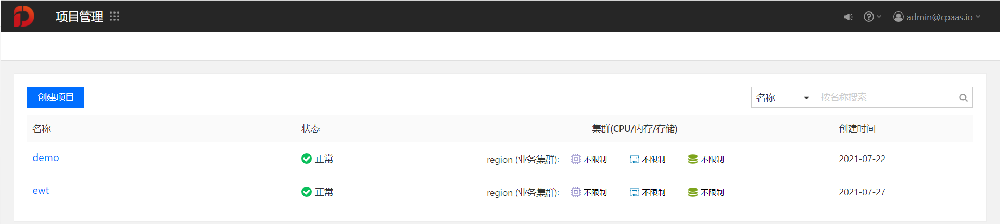 项目管理 admin@cpaas.io
创建项目 名称 按名称搜索
名称 状态 集群(CPU/内存/存储) 创建时间
demo 正常 region (业务集群): 不限制 不限制 不限制 2021-07-22
ewt 正常 region (业务集群): 不限制 不限制 不限制 2021-07-27